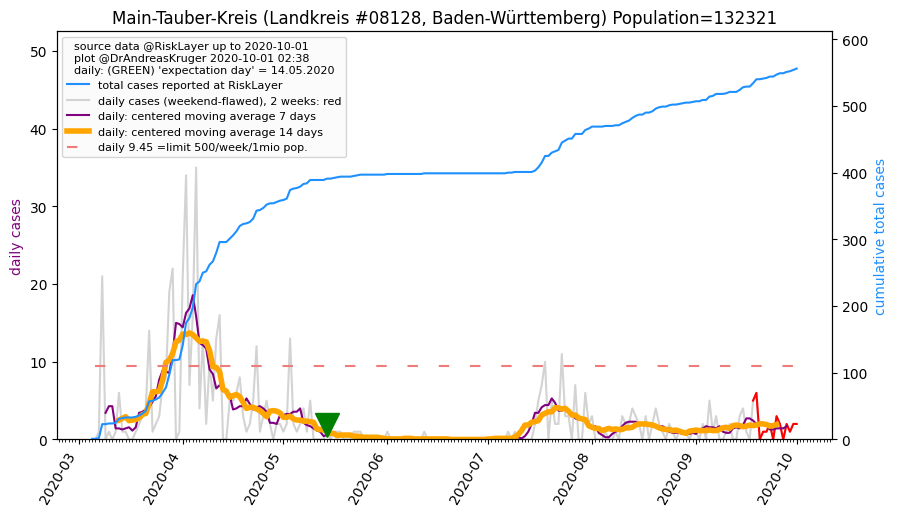 Main-Tauber-Kreis (Landkreis #08128, Baden-Württemberg) Population=132321
source data @RiskLayer up to 2020-10-01
plot @DrAndreasKruger 2020-10-01 02:38
daily: (GREEN) 'expectation day' = 14.05.2020
total cases reported at RiskLayer
daily cases (weekend-flawed), 2 weeks: red
daily: centered moving average 7 days
daily: centered moving average 14 days
daily 9.45 =limit 500/week/1mio pop.
daily cases
50
40
30
20
10
0
cumulative total cases
600
500
400
300
200
100
0
2020-03
2020-04
2020-05
2020-06
2020-07
2020-08
2020-09
2020-10